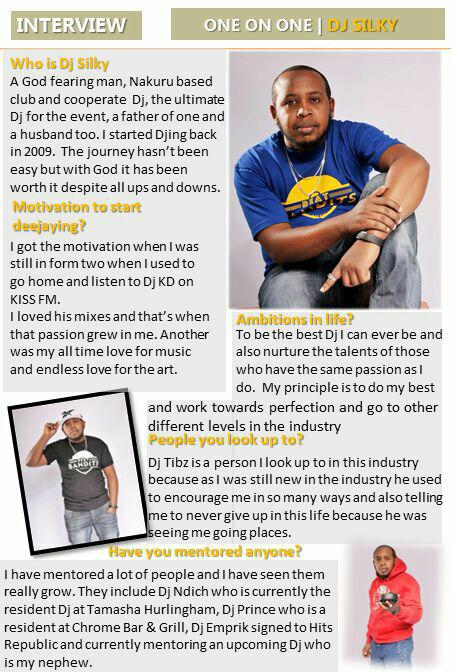 INTERVIEW
ONE ON ONE | DJ SILKY
Who is Dj Silky
A God fearing man, Nakuru based
club and cooperate Dj, the ultimate
Dj for the event, a father of one and
a husband too. I started Djing back
in 2009. The journey hasn't been
easy but with God it has been
worth it despite all ups and downs.
Motivation to start
deejaying?
I got the motivation when I was
still in form two when I used to
go home and listen to Dj KD on
KISS FM.
I loved his mixes and that's when
that passion grew in me. Another
was my all time love for music
and endless love for the art.
Ambitions in life?
To be the best Dj I can ever be and
also nurture the talents of those
who have the same passion as I
do. My principle is to do my best
and work towards perfection and go to other
different levels in the industry
People you look up to?
Dj Tibz is a person I look up to in this industry
because as I was still new in the industry he used
to encourage me in so many ways and also telling
me to never give up in this life because he was
seeing me going places.
BANDITS
Have you mentored anyone?
I have mentored a lot of people and I have seen them
really grow. They include Dj Ndich who is currently the
resident Dj at Tamasha Hurlingham, Dj Prince who is a
resident at Chrome Bar & Grill, Dj Emprik signed to Hits
Republic and currently mentoring an upcoming Dj who
is my nephew.